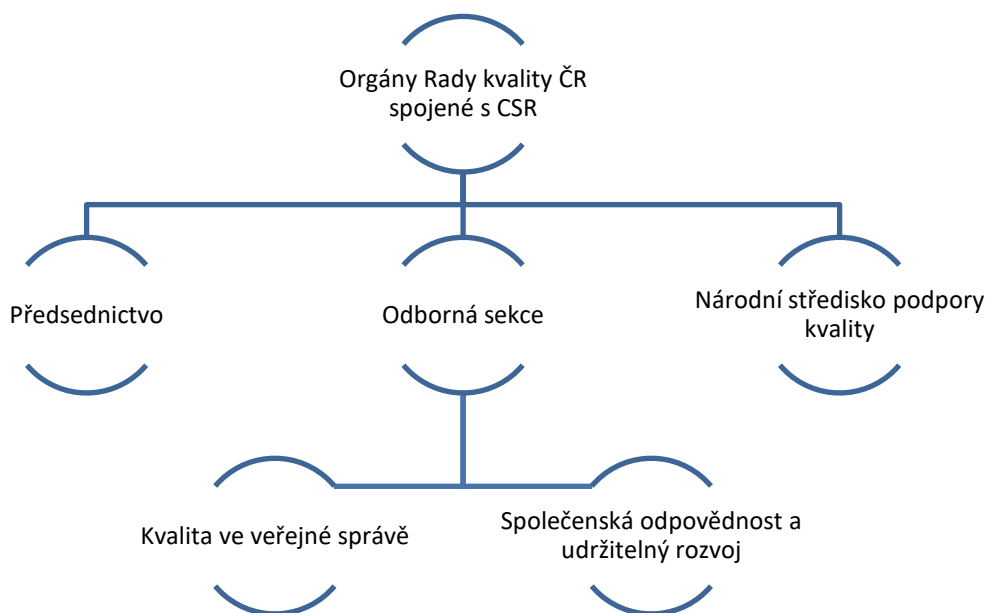 Orgány Rady kvality ČR
spojené s CSR
Předsednictvo
Odborná sekce
Národní středisko podpory
kvality
Kvalita ve veřejné správě
Společenská odpovědnost a
udržitelný rozvoj